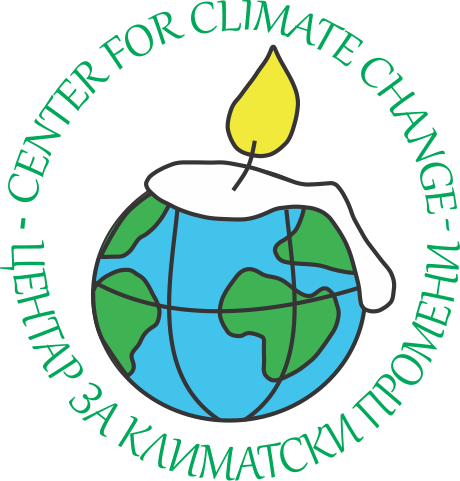 CENTER FOR CLIMATE CHANGE -
ЦЕНТАР ЗА КЛИМАТСКИ ПРОМЕНИ -